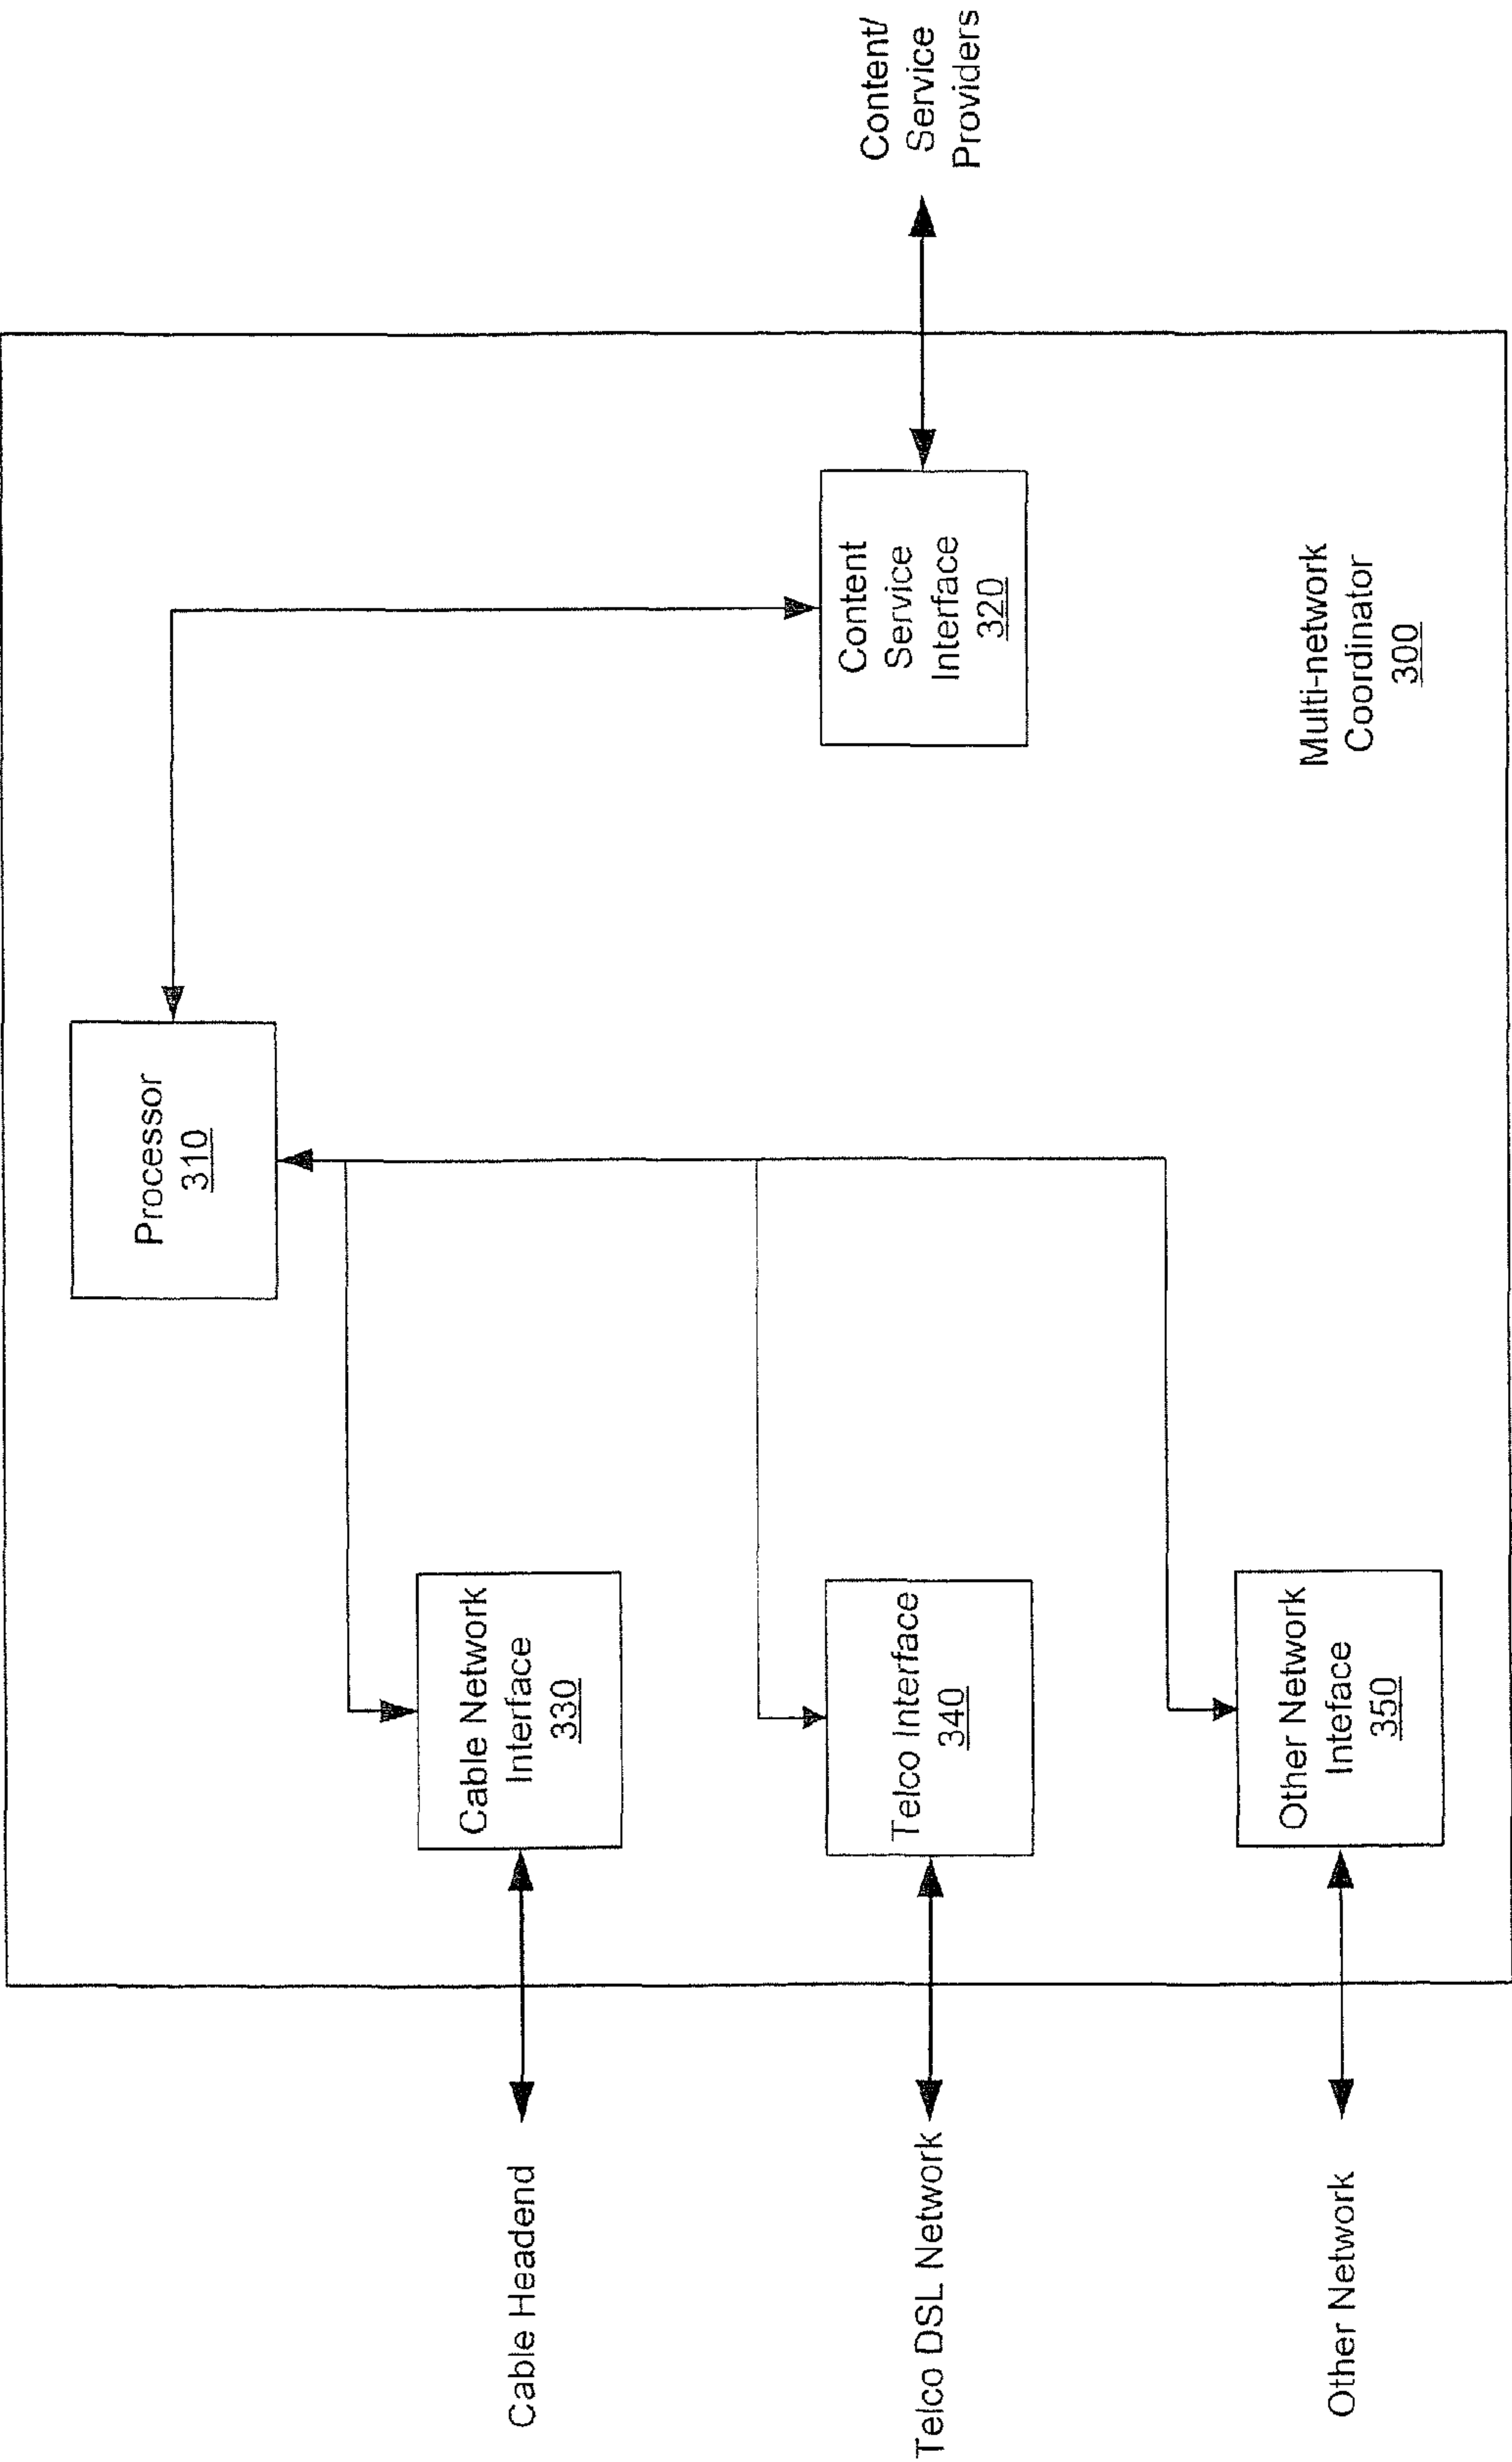 Processor
310
Cable Headend
Cable Network
Interface
330
Telco DSL Network
Telco Interface
340
Content
Service
Interface
320
Content/
Service
Providers
Other Network
Other Network
Inteface
350
Multi-network
Coordinator
300